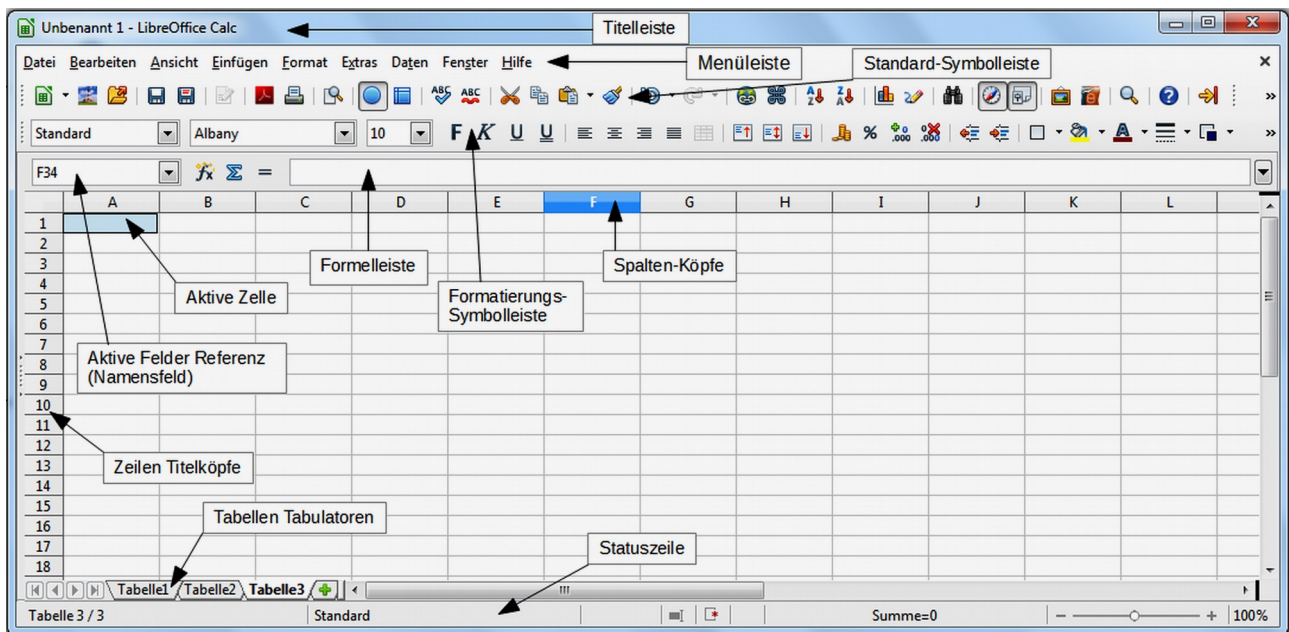 Unbenannt 1 - LibreOffice Calc
Titelleiste
Datei Bearbeiten Ansicht Einfügen Format Extras Daten Fenster Hilfe
Menüleiste
Standard-Symbolleiste
ABC ABC
Standard
Albany
10
F K U U
%
F34
=
A B C D E F G H I J K L
1
2
3
Formelleiste
Spalten-Köpfe
4
5
Aktive Zelle
Formatierungs-
Symbolleiste
6
7
8
Aktive Felder Referenz
(Namensfeld)
9
10
11
12
13
Zeilen Titelköpfe
14
15
16
Tabellen Tabulatoren
17
Statuszeile
18
Tabelle1 Tabelle2 Tabelle3
Tabelle 3 / 3 Standard Summe=0 100%